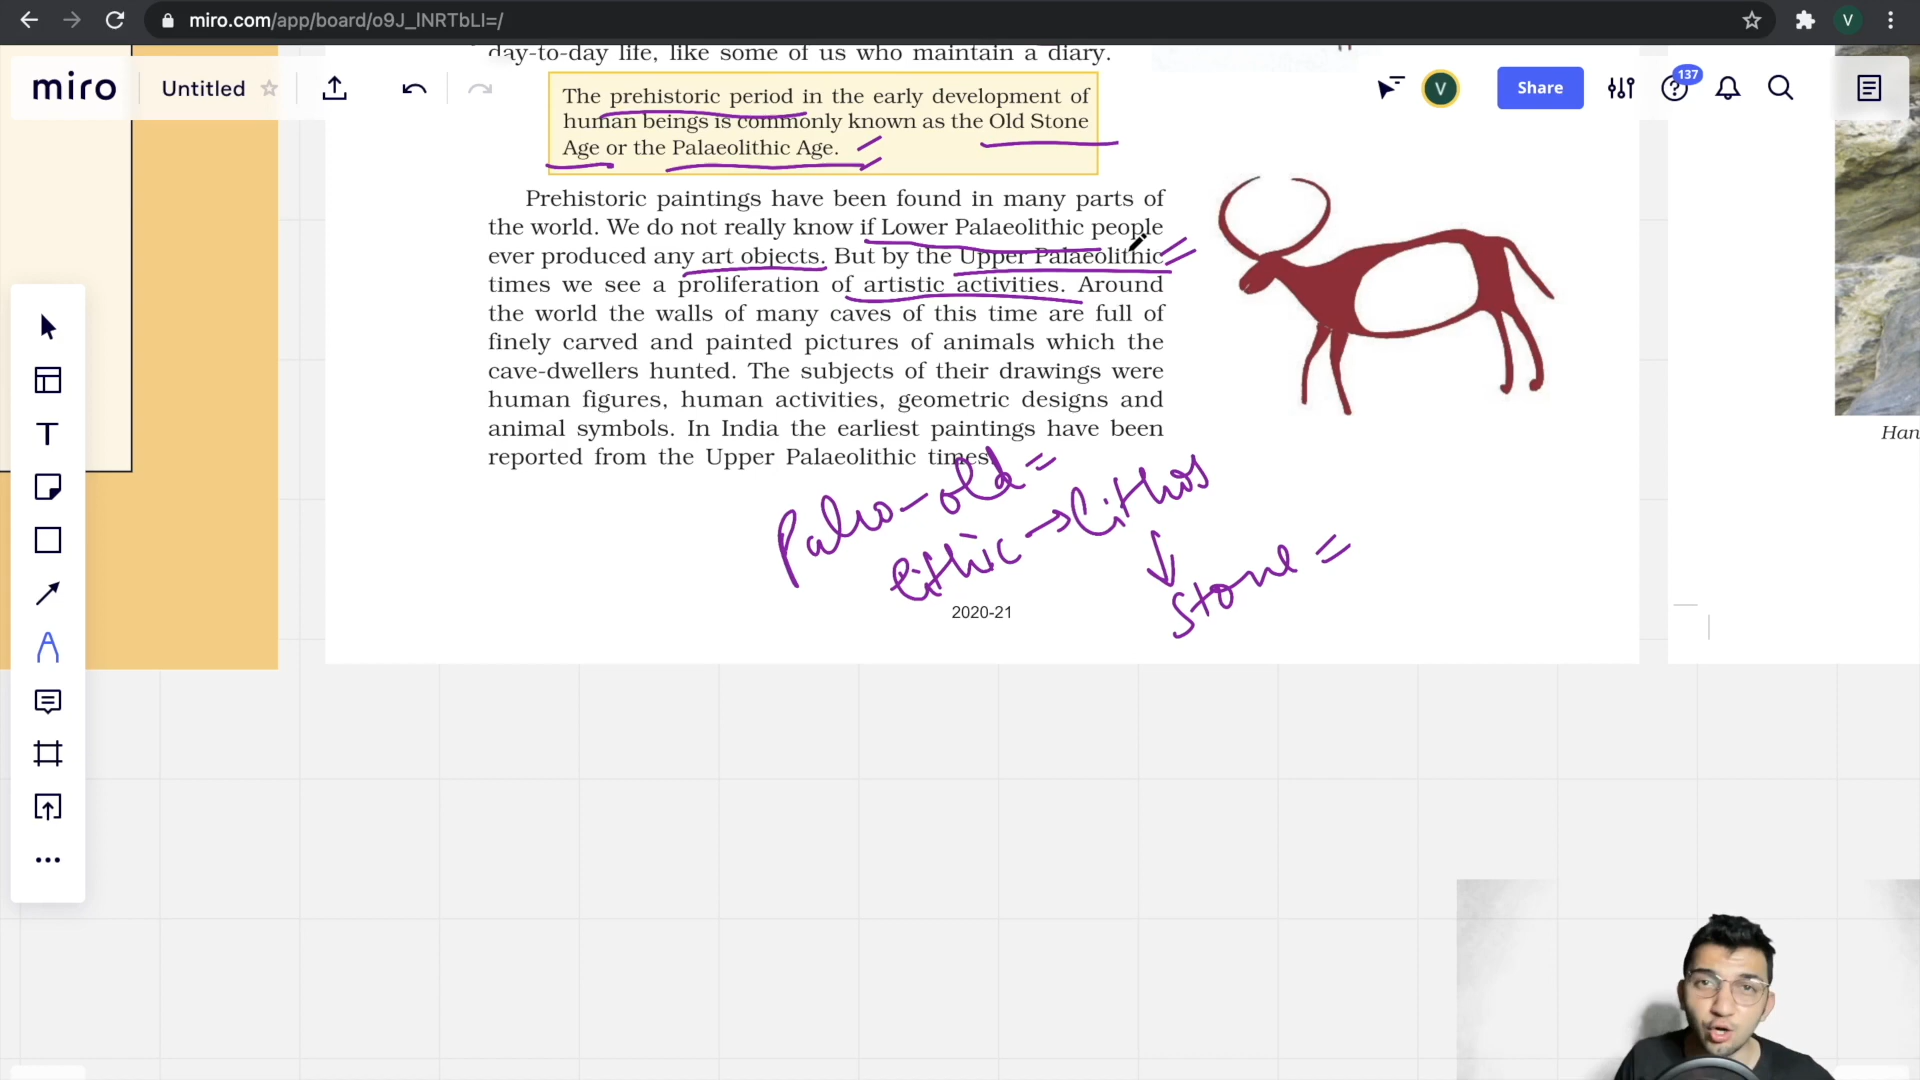 miro.com/app/board/o9J_lNRTbLI=/
V
day-to-day life, like some of us who maintain a diary.
miro
Untitled
V
Share
137
The prehistoric period in the early development of
human beings is commonly known as the Old Stone
Age or the Palaeolithic Age.
Prehistoric paintings have been found in many parts of
the world. We do not really know if Lower Palaeolithic people
ever produced any art objects. But by the Upper Palaeolithic
times we see a proliferation of artistic activities. Around
the world the walls of many caves of this time are full of
finely carved and painted pictures of animals which the
cave-dwellers hunted. The subjects of their drawings were
human figures, human activities, geometric designs and
animal symbols. In India the earliest paintings have been
reported from the Upper Palaeolithic times.
Han
T
Paleo - old =
lithic → lithos
↓
Stone =
2020-21